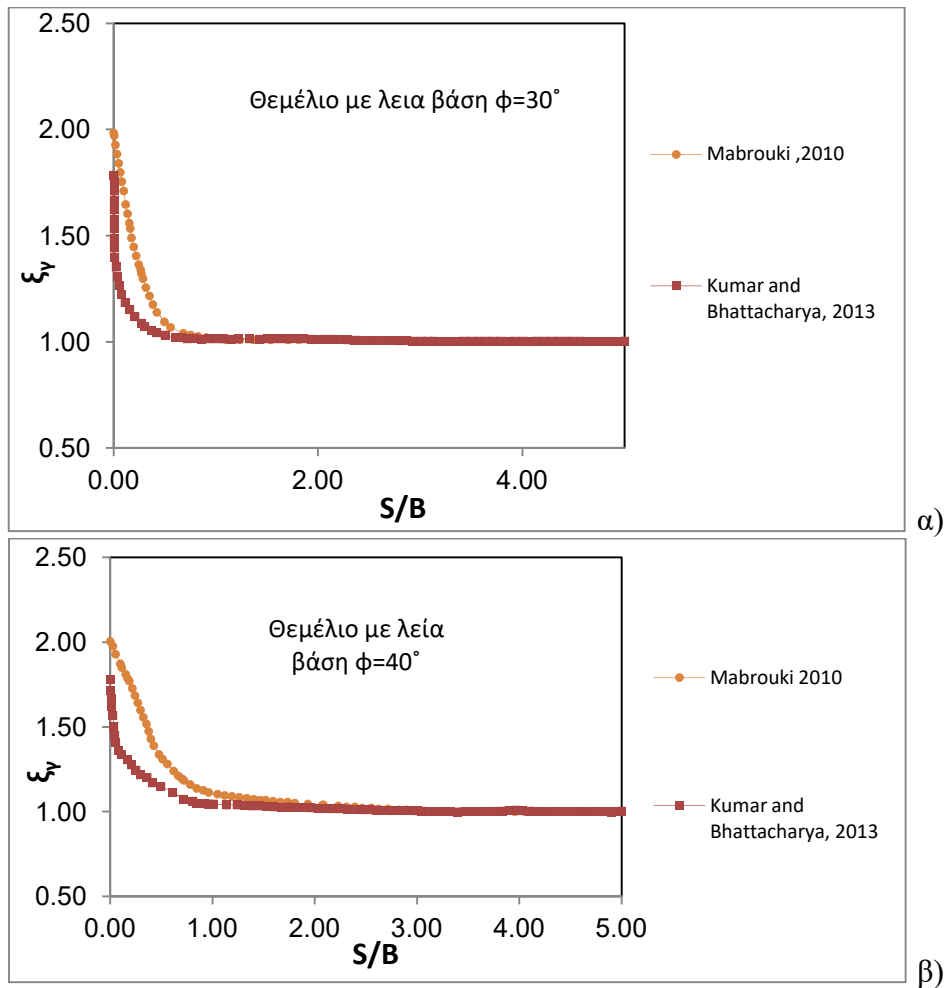 2.50
2.00
1.50
1.00
0.50
ξγ
Θεμέλιο με λεια βάση φ=30˚
Mabrouki ,2010
Kumar and
Bhattacharya, 2013
0.00 2.00 4.00
S/B
α)
2.50
2.00
1.50
1.00
0.50
ξγ
Θεμέλιο με λεία
βάση φ=40˚
Mabrouki 2010
Kumar and
Bhattacharya, 2013
0.00 1.00 2.00 3.00 4.00 5.00
S/B
β)